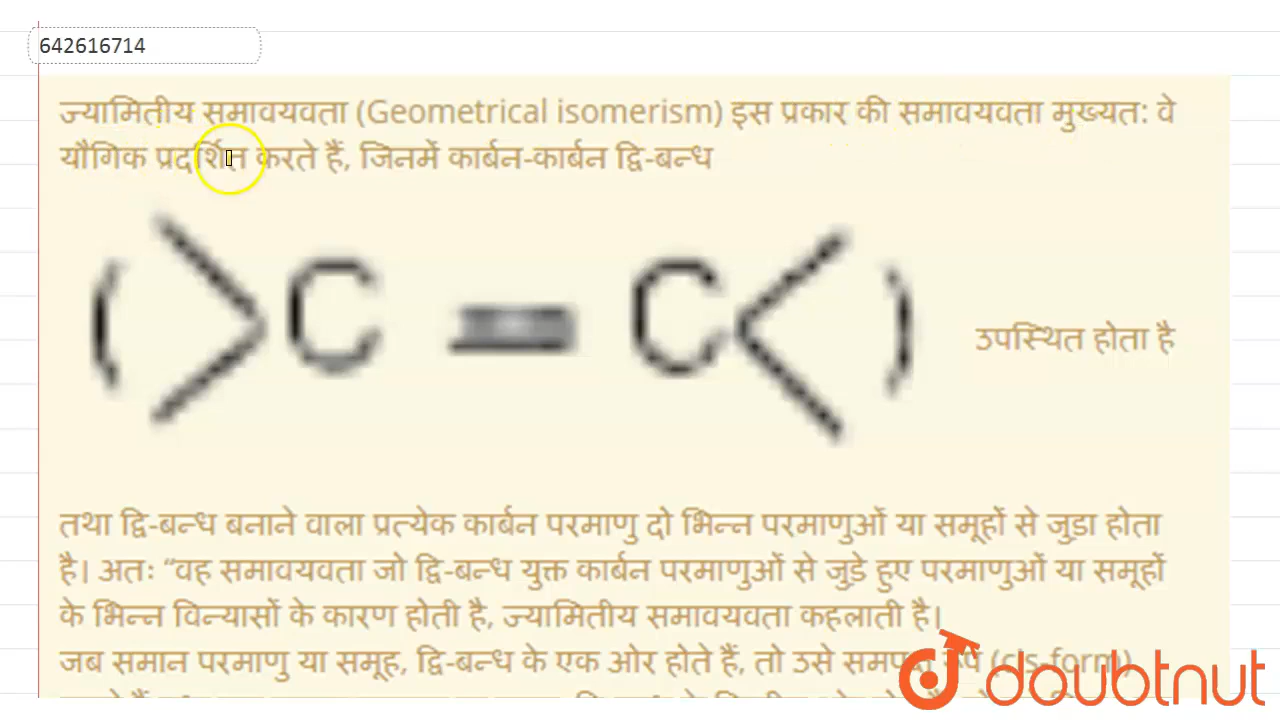 642616714
ज्यामितीय समावयवता (Geometrical isomerism) इस प्रकार की समावयवता मुख्यत: वे
यौगिक प्रदर्शित करते हैं, जिनमें कार्बन-कार्बन द्वि-बन्ध
( >C = C< ) उपस्थित होता है
तथा द्वि-बन्ध बनाने वाला प्रत्येक कार्बन परमाणु दो भिन्न परमाणुओं या समूहों से जुड़ा होता
है। अतः “वह समावयवता जो द्वि-बन्ध युक्त कार्बन परमाणुओं से जुड़े हुए परमाणुओं या समूहों
के भिन्न विन्यासों के कारण होती है, ज्यामितीय समावयवता कहलाती है।
जब समान परमाणु या समूह, द्वि-बन्ध के एक ओर होते हैं, तो उसे समपक्ष रूप (cis-form)
doubtnut